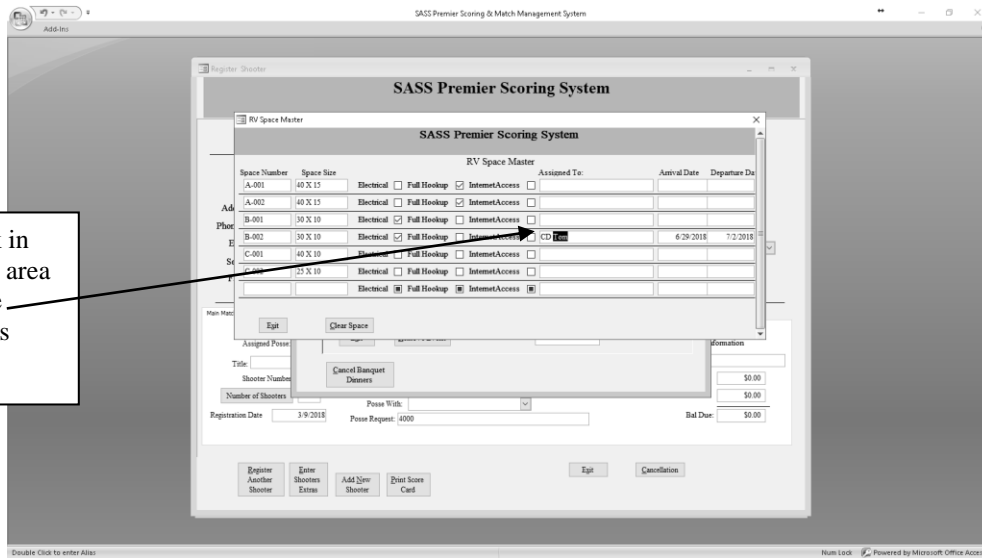 SASS Premier Scoring & Match Management System
Add-Ins
Register Shooter
SASS Premier Scoring System
RV Space Master
SASS Premier Scoring System
RV Space Master
Space Number Space Size Assigned To: Arrival Date Departure Da
A-001 40 X 15 Electrical Full Hookup InternetAccess
A-002 40 X 15 Electrical Full Hookup InternetAccess
B-001 30 X 10 Electrical Full Hookup InternetAccess
B-002 30 X 10 Electrical Full Hookup InternetAccess CD Tom 6/29/2018 7/2/2018
C-001 40 X 10 Electrical Full Hookup InternetAccess
25 X 10 Electrical Full Hookup InternetAccess
Electrical Full Hookup InternetAccess
Exit Clear Space
in
area
Add
Phor
E
Se
Main Matc
Assigned Posse
formation
Title:
Cancel Banquet
Dinners
Shooter Number
$0.00
Number of Shooters
$0.00
Posse With:
Registration Date 3/9/2018 Posse Request: 4000 Bal Due: $0.00
Register
Another
Shooter
Enter
Shooters
Extras
Add New
Shooter
Print Score
Card
Exit
Cancellation
Double Click to enter Alias Num Lock Powered by Microsoft Office Acces